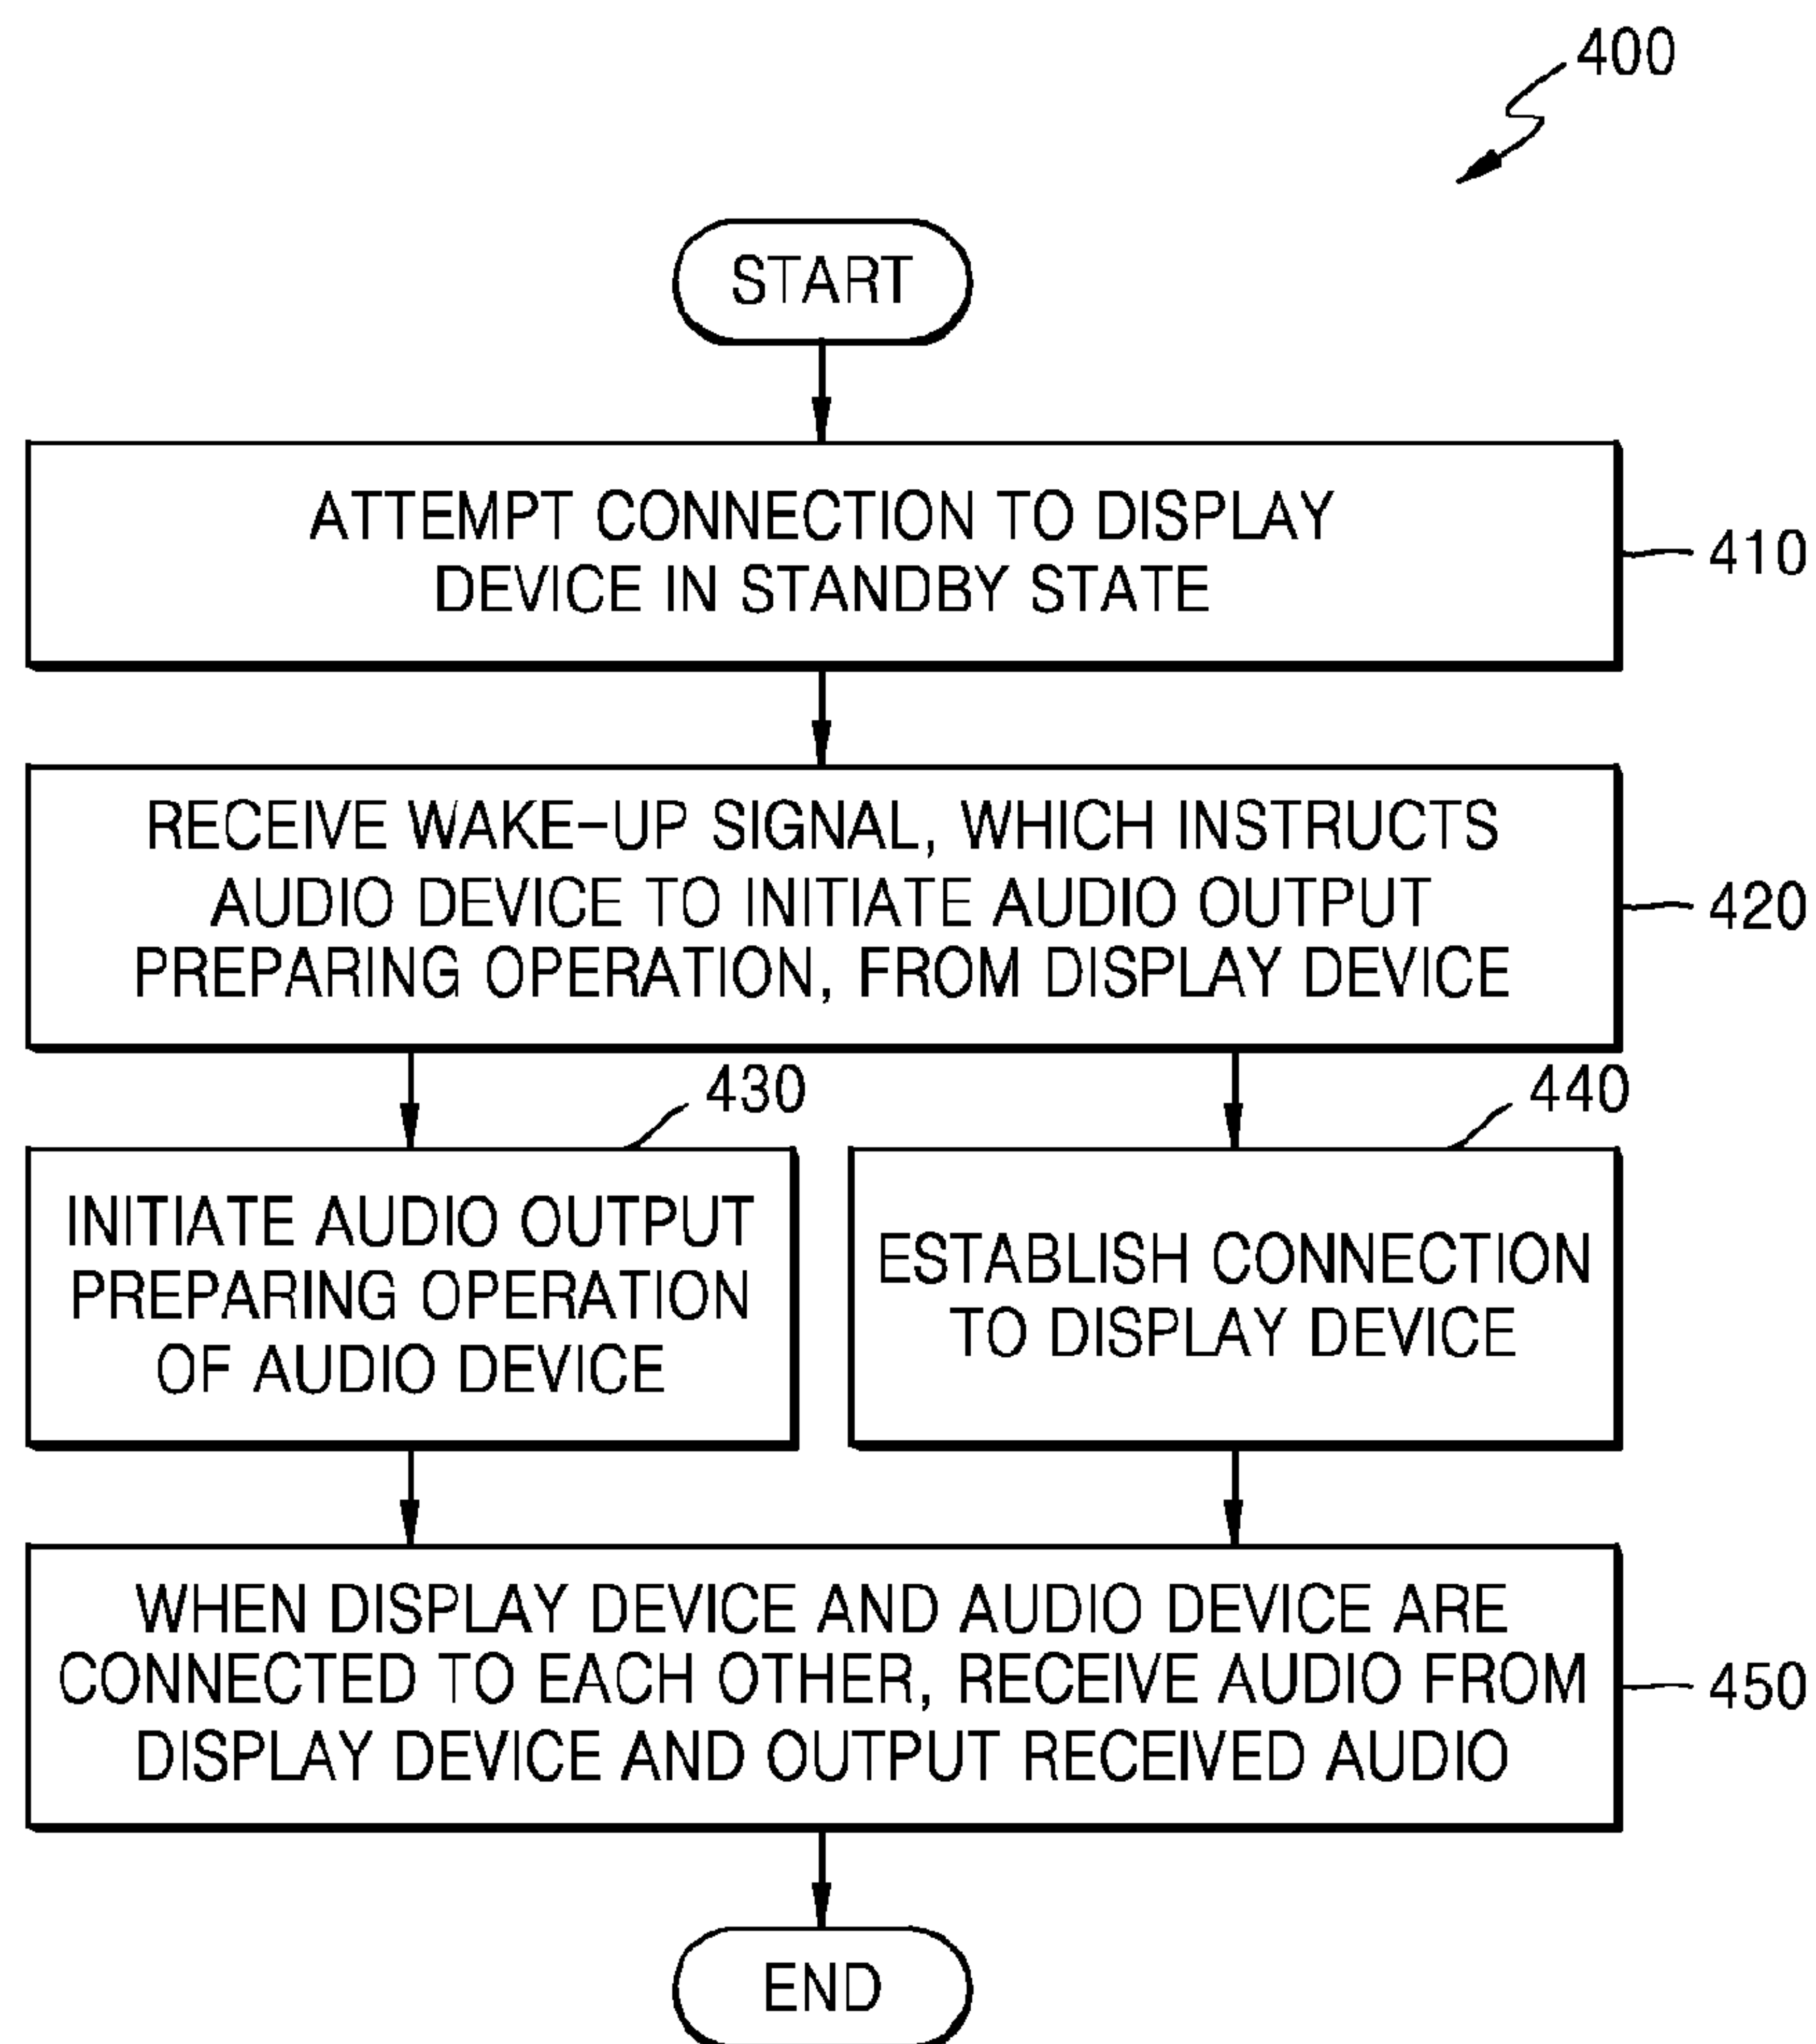 400
START
ATTEMPT CONNECTION TO DISPLAY
DEVICE IN STANDBY STATE
410
RECEIVE WAKE-UP SIGNAL, WHICH INSTRUCTS
AUDIO DEVICE TO INITIATE AUDIO OUTPUT
PREPARING OPERATION, FROM DISPLAY DEVICE
420
430
INITIATE AUDIO OUTPUT
PREPARING OPERATION
OF AUDIO DEVICE
440
ESTABLISH CONNECTION
TO DISPLAY DEVICE
WHEN DISPLAY DEVICE AND AUDIO DEVICE ARE
CONNECTED TO EACH OTHER, RECEIVE AUDIO FROM
DISPLAY DEVICE AND OUTPUT RECEIVED AUDIO
450
END